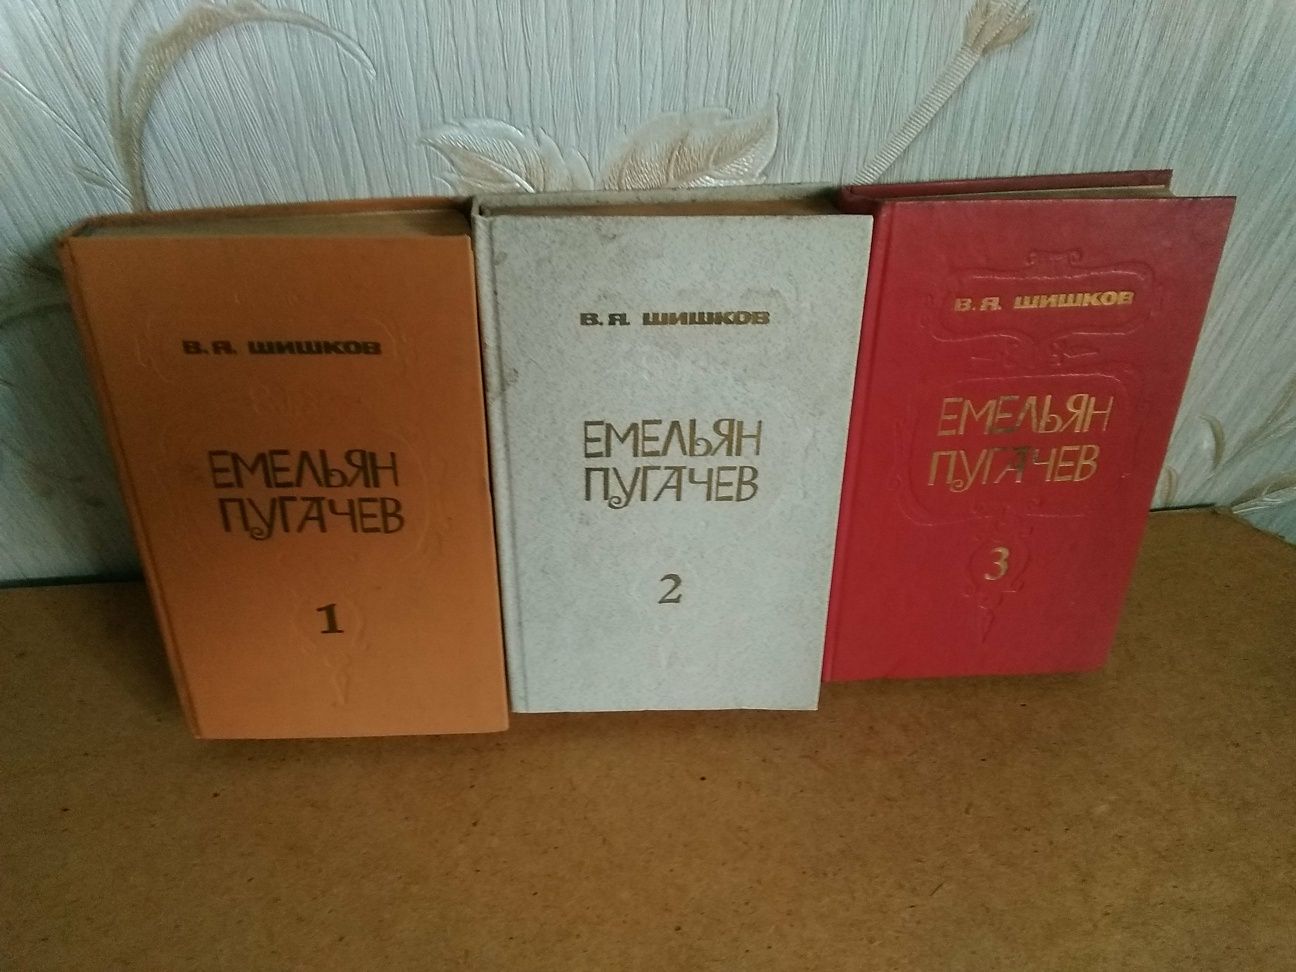 В. Я. ШИШКОВ
ЕМЕЛЬЯН
ПУГАЧЕВ
1
В. Я. ШИШКОВ
ЕМЕЛЬЯН
ПУГАЧЕВ
2
В. Я. ШИШКОВ
ЕМЕЛЬЯН
ПУГАЧЕВ
3